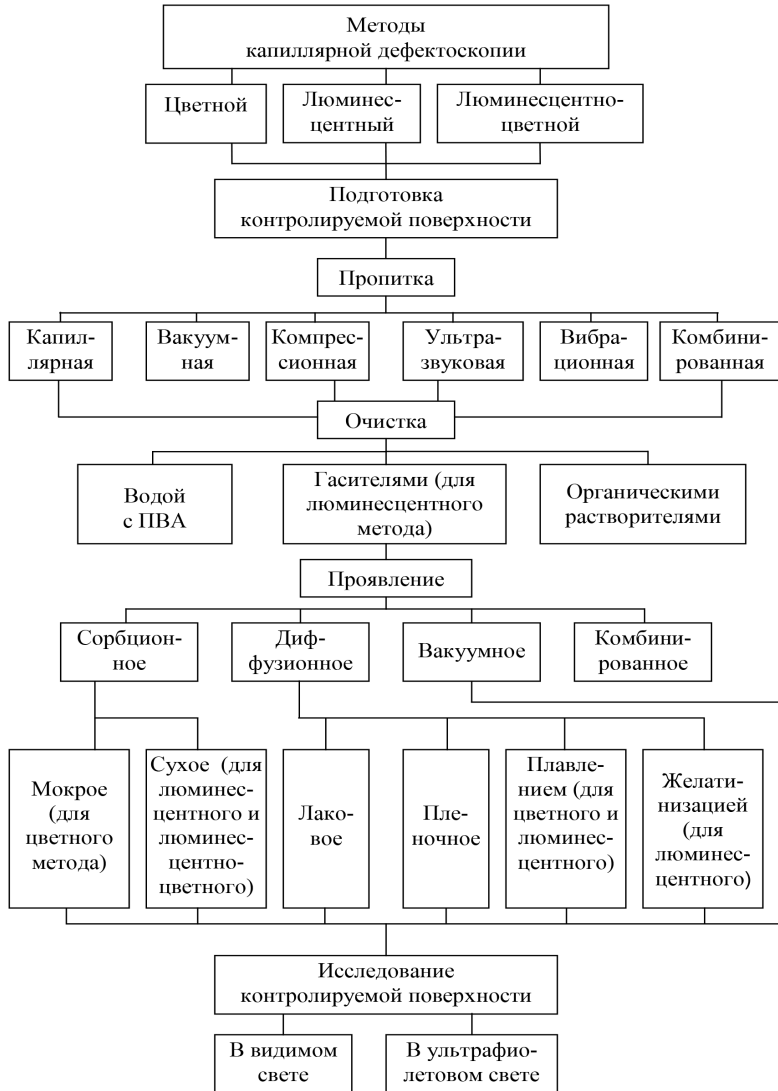 Методы
капиллярной дефектоскопии
Цветной
Люминес-
центный
Люминесцентно-
цветной
Подготовка
контролируемой поверхности
Пропитка
Капил-
лярная
Вакуум-
ная
Компрес-
сионная
Ультра-
звуковая
Вибра-
ционная
Комбини-
рованная
Очистка
Водой
с ПВА
Гасителями (для
люминесцентного
метода)
Органическими
растворителями
Проявление
Сорбцион-
ное
Диф-
фузионное
Вакуумное
Комбини-
рованное
Мокрое
(для
цветного
метода)
Сухое (для
люминес-
центного и
люминес-
центно-
цветного)
Лако-
вое
Пле-
ночное
Плавле-
нием (для
цветного и
люминес-
центного)
Желати-
низацией
(для
люминес-
центного)
Исследование
контролируемой поверхности
В видимом
свете
В ультрафио-
летовом свете